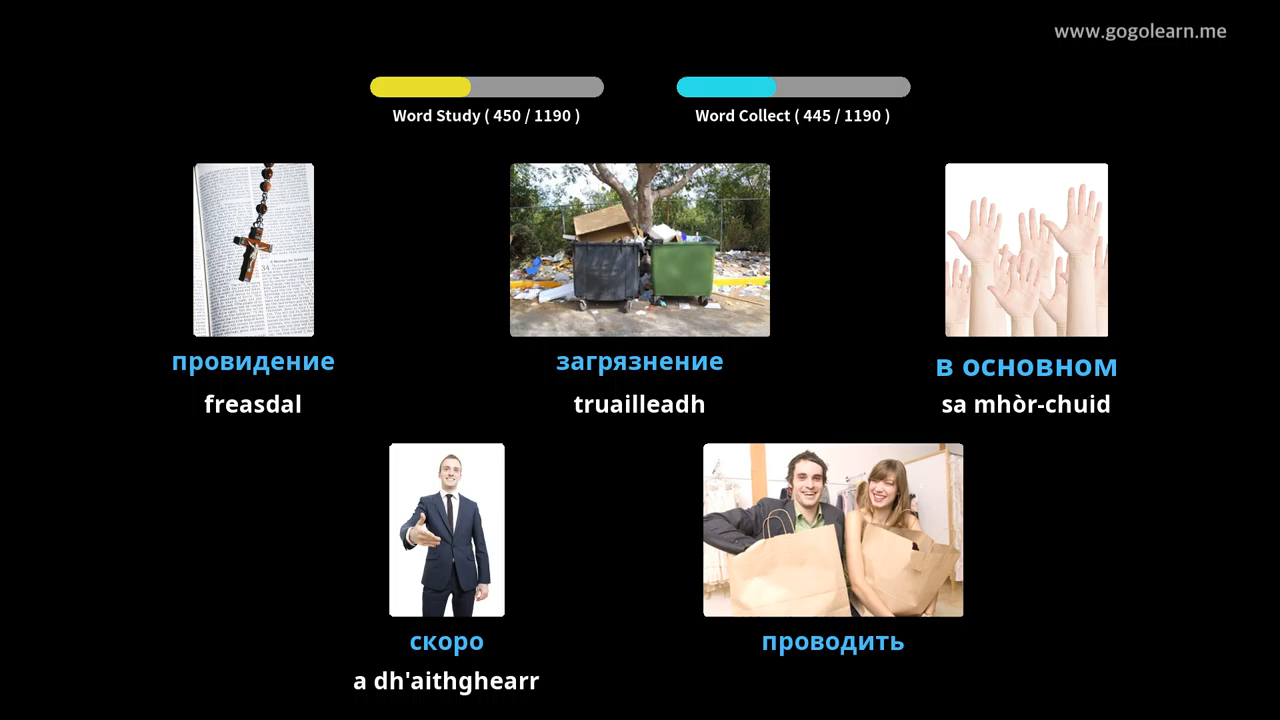 www.gogolearn.me
Word Study ( 450 / 1190 )
Word Collect ( 445 / 1190 )
провидение
загрязнение
в основном
freasdal
truailleadh
sa mhòr-chuid
скоро
проводить
a dh'aithghearr